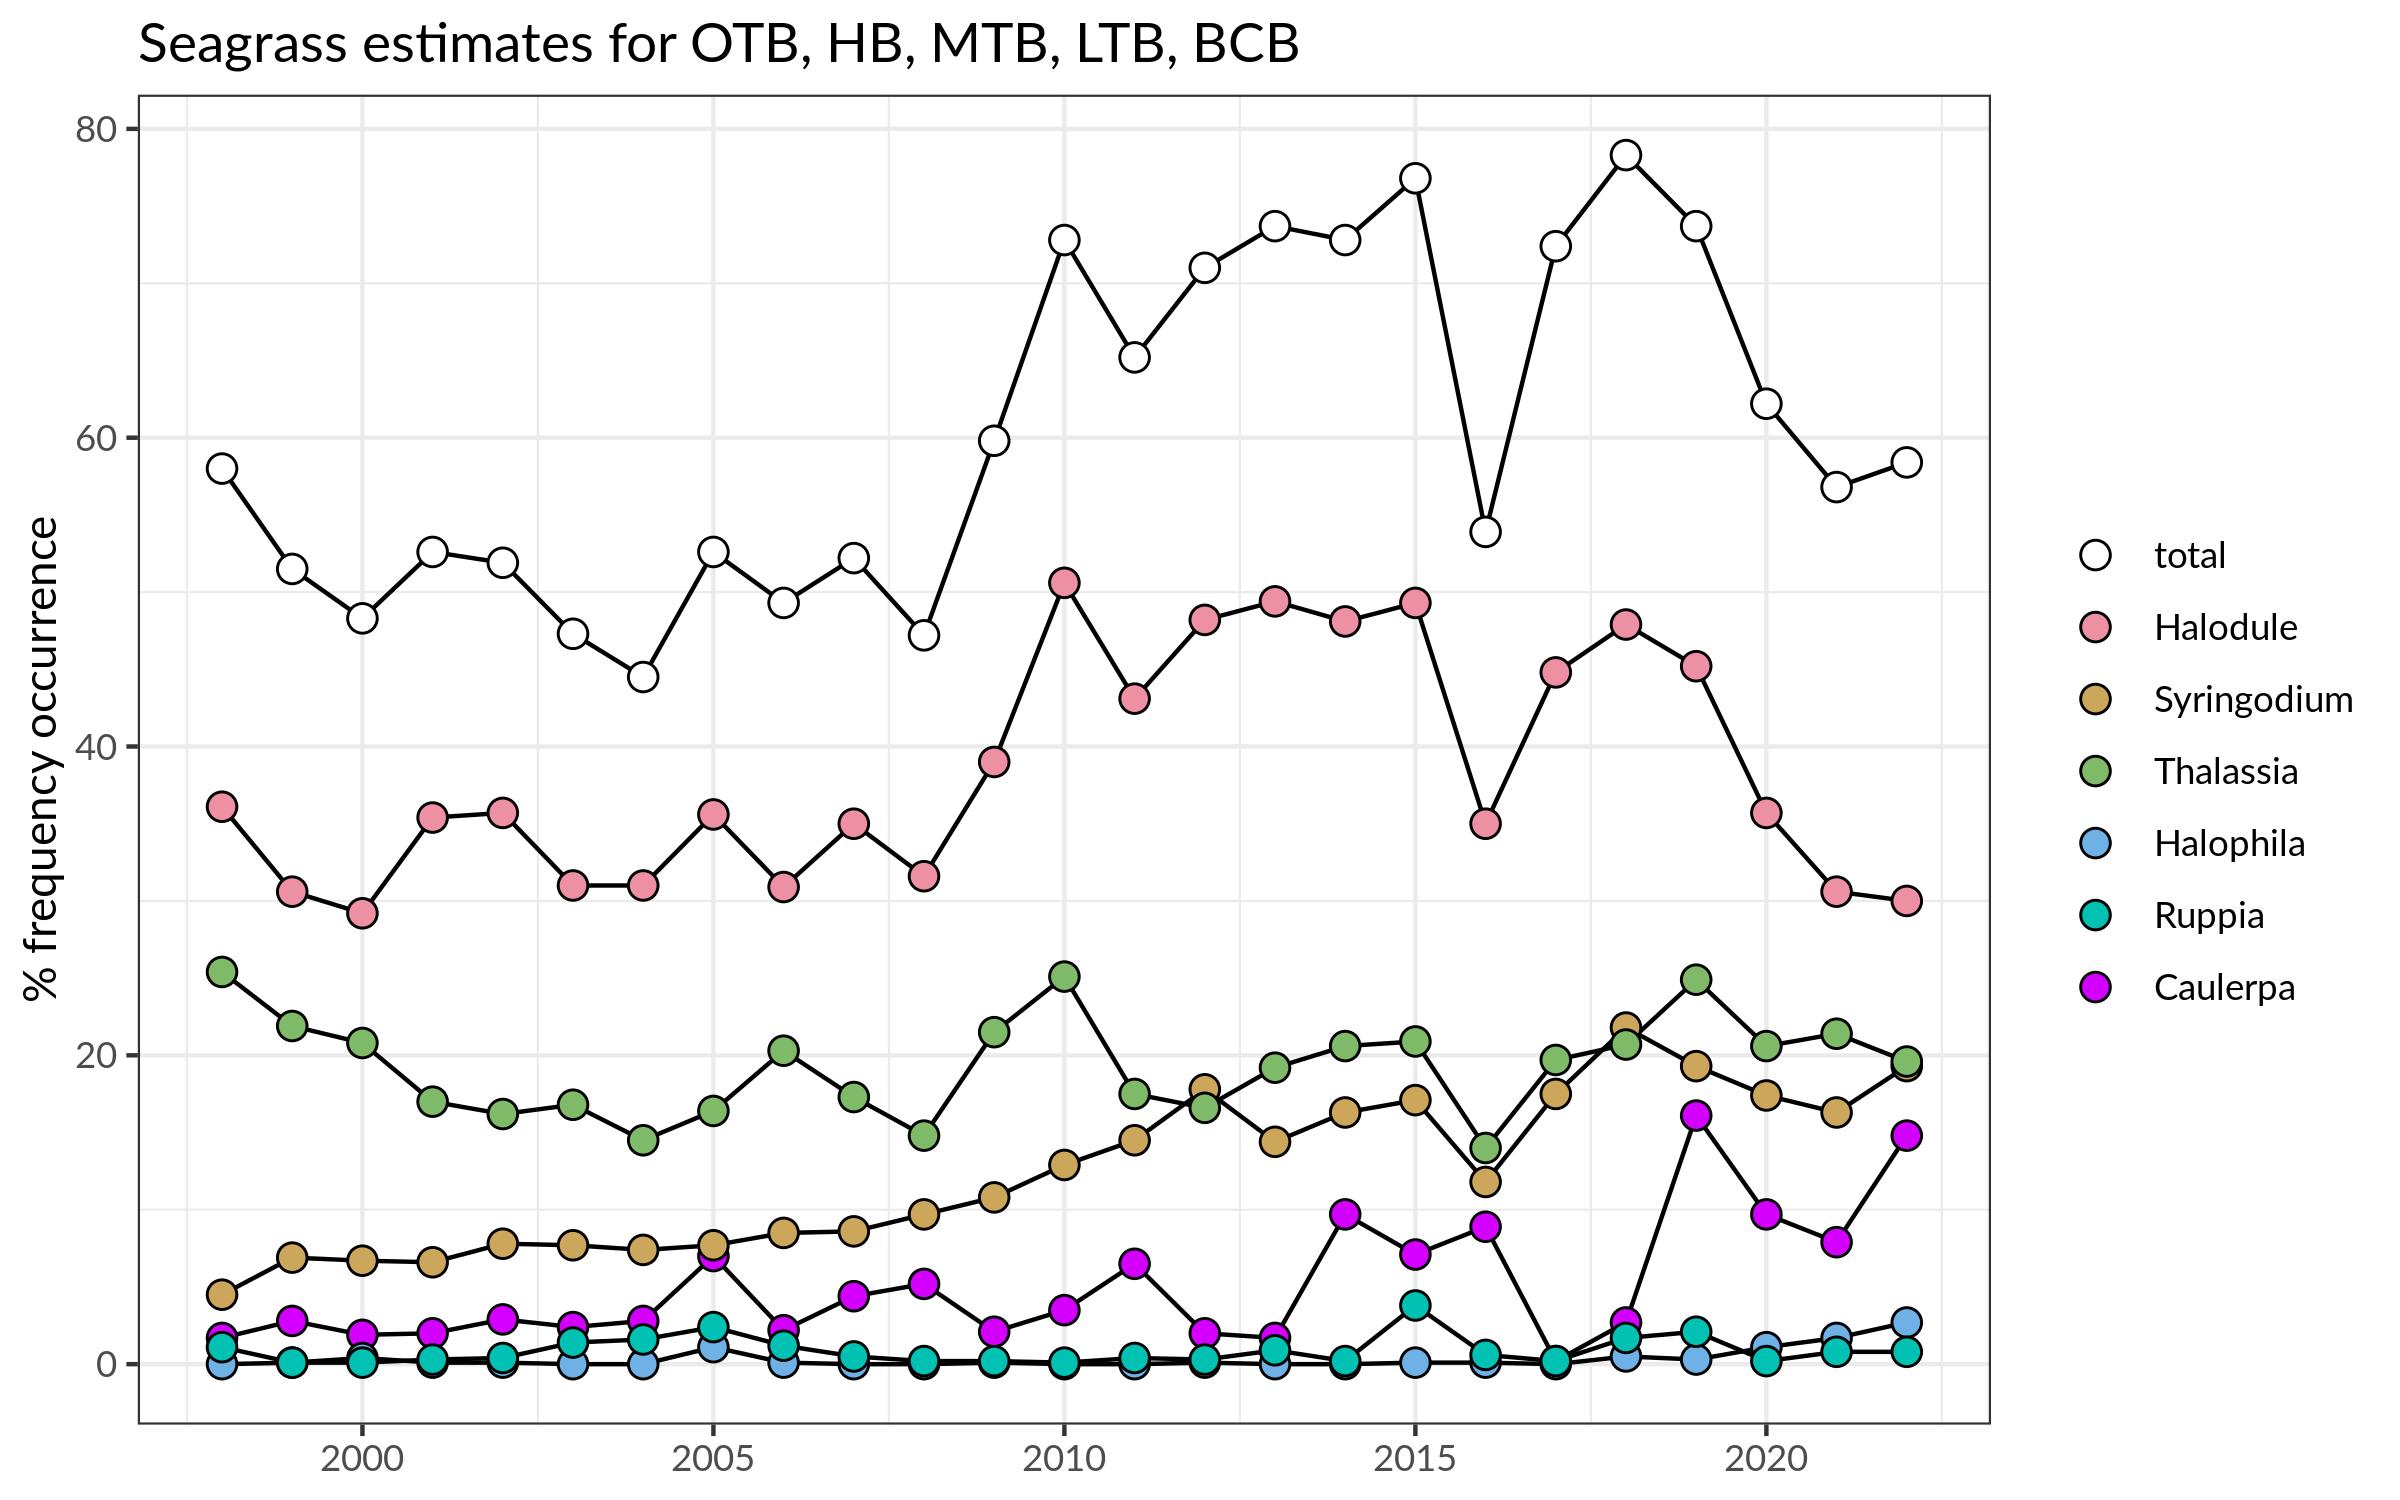 Seagrass estimates for OTB, HB, MTB, LTB, BCB
% frequency occurrence
80
60
40
20
0
2000
2005
2010
2015
2020
total
Halodule
Syringodium
Thalassia
Halophila
Ruppia
Caulerpa